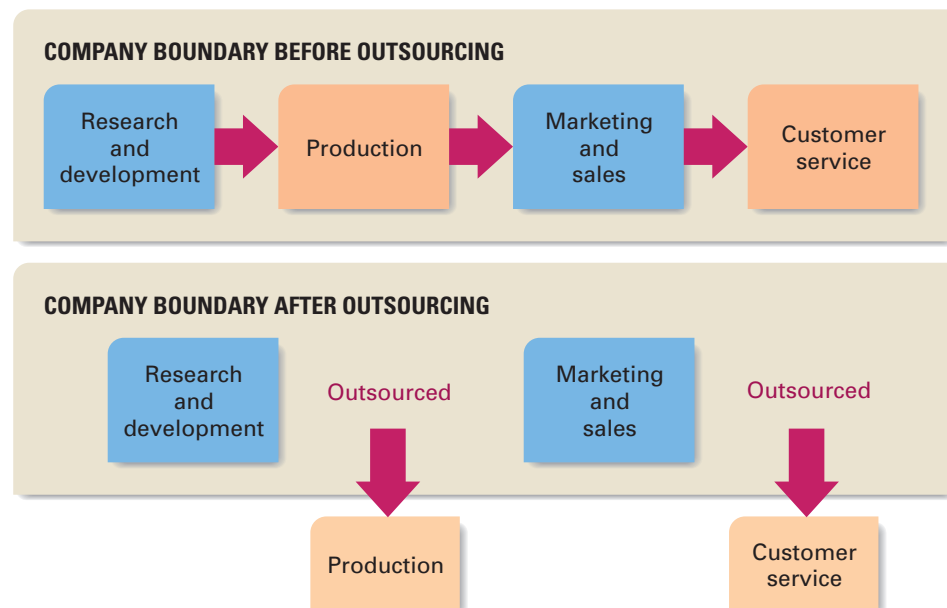 COMPANY BOUNDARY BEFORE OUTSOURCING
Research
and
development
Production
Marketing
and
sales
Customer
service
COMPANY BOUNDARY AFTER OUTSOURCING
Research
and
development
Outsourced
Marketing
and
sales
Outsourced
Production
Customer
service